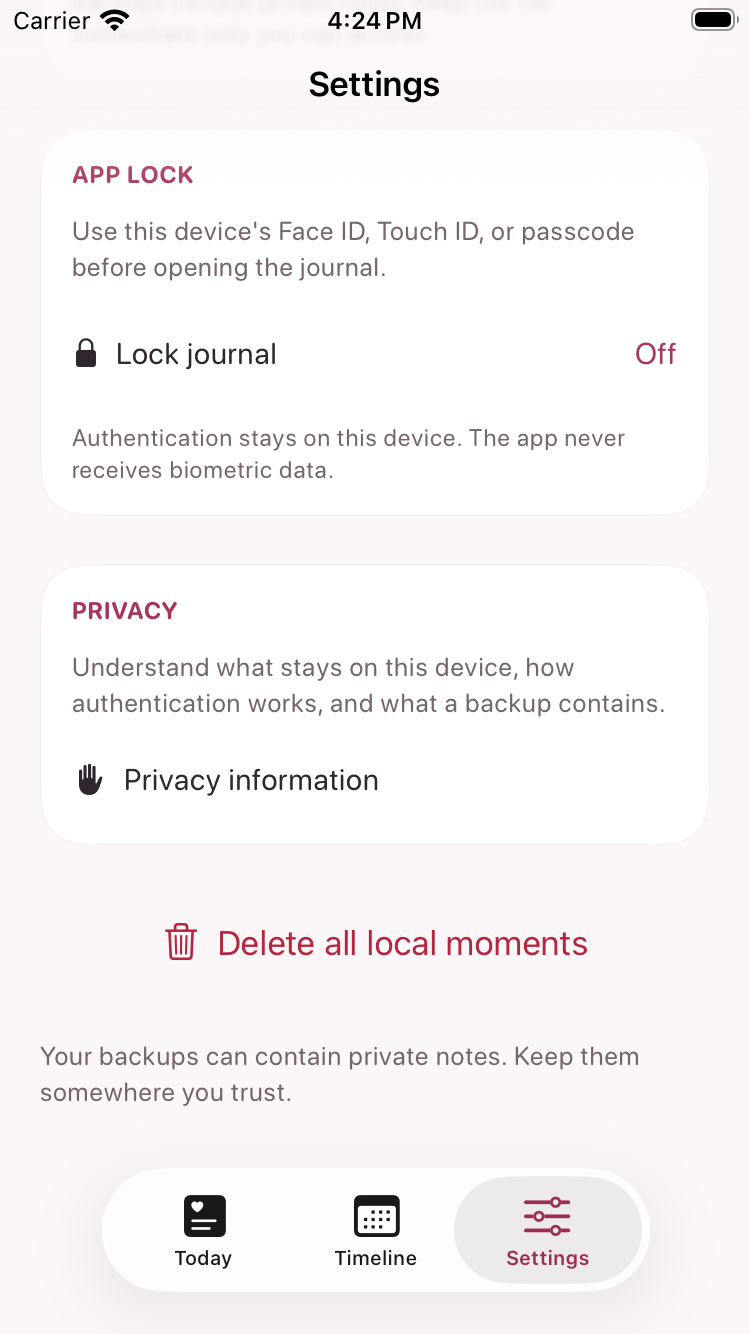 Carrier
4:24 PM
Settings
APP LOCK
Use this device's Face ID, Touch ID, or passcode
before opening the journal.
Lock journal
Off
Authentication stays on this device. The app never
receives biometric data.
PRIVACY
Understand what stays on this device, how
authentication works, and what a backup contains.
Privacy information
Delete all local moments
Your backups can contain private notes. Keep them
somewhere you trust.
Today
Timeline
Settings